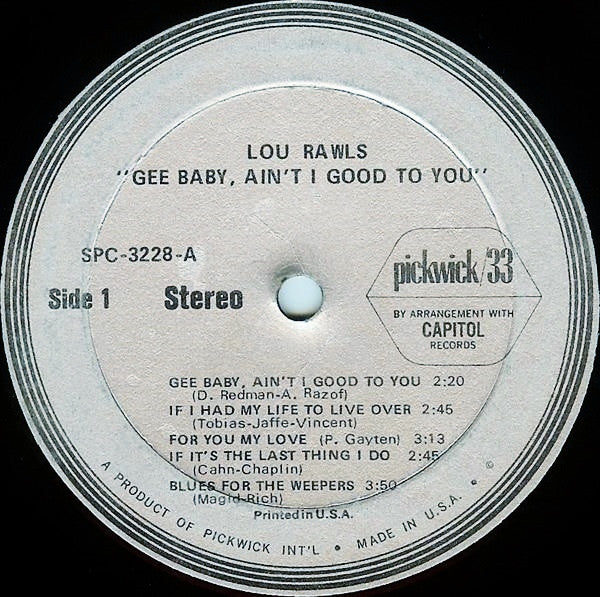 LOU RAWLS
"GEE BABY, AIN'T I GOOD TO YOU"
SPC-3228-A
Side 1 Stereo
pickwick/33
BY ARRANGEMENT WITH
CAPITOL
RECORDS
GEE BABY, AIN'T I GOOD TO YOU 2:20
(D. Redman-A. Razof)
IF I HAD MY LIFE TO LIVE OVER 2:45
(Tobias-Jaffe-Vincent)
FOR YOU MY LOVE (P. Gayten) 3:13
IF IT'S THE LAST THING I DO 2:45
(Cahn-Chaplin)
BLUES FOR THE WEEPERS 3:50
(Magid-Rich)
Printed in U.S.A.
A PRODUCT OF PICKWICK INT'L • MADE IN U.S.A. • ©